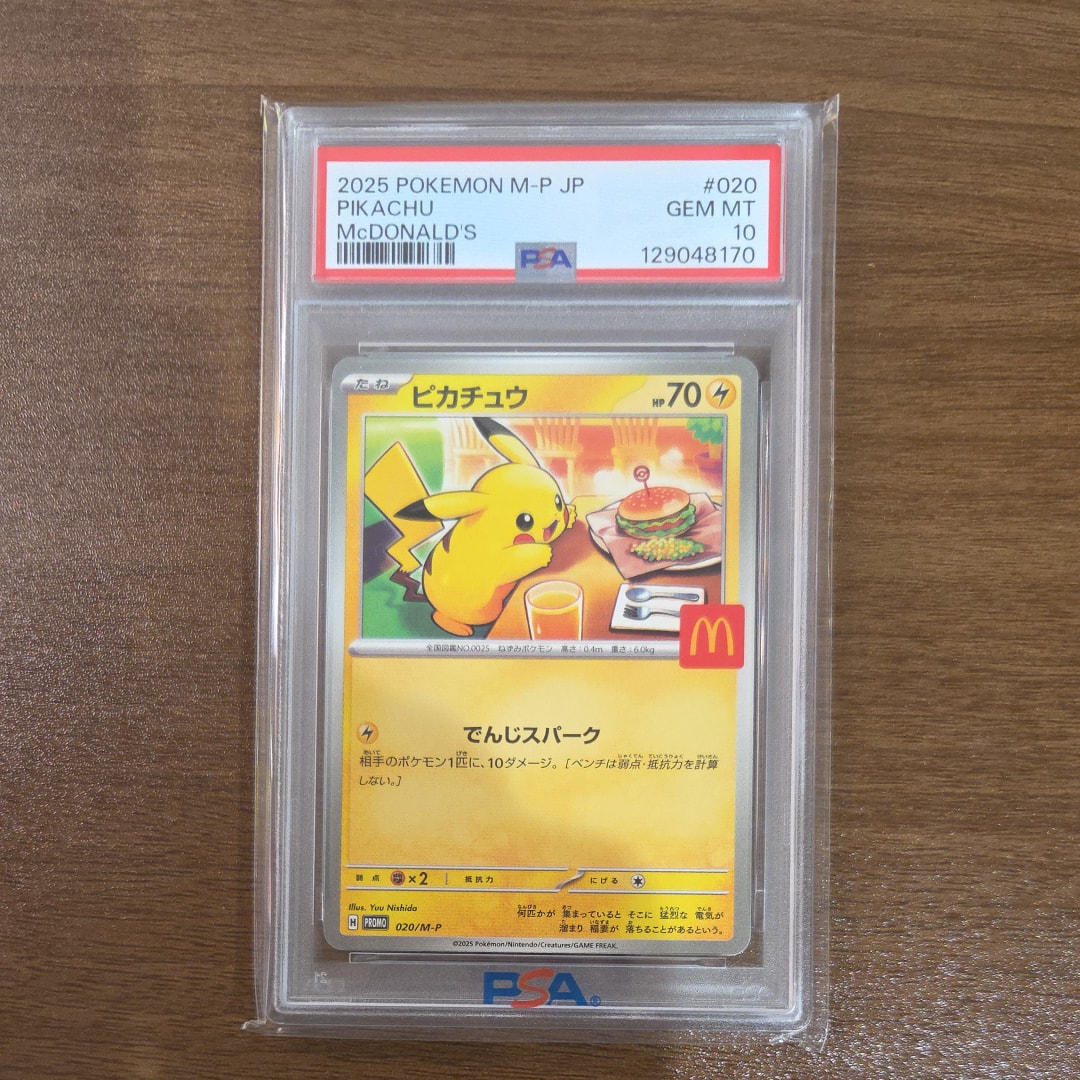 2025 POKEMON M-P JP #020
PIKACHU GEM MT
McDONALD'S 10
129048170
PSA
たね ピカチュウ HP 70
M
全国図鑑NO.0025 ねずみポケモン 高さ:0.4m 重さ:6.0kg
でんじスパーク
相手のポケモン1匹に、10ダメージ。[ベンチは弱点・抵抗力を計算
しない。]
弱点 ×2 抵抗力 にげる
Illus. Yuu Nishida
何匹かが 集まっていると そこに 猛烈な 電気が
溜まり 稲妻が 落ちることがあるという。
H PROMO 020/M-P
©2025 Pokémon/Nintendo/Creatures/GAME FREAK.
PSA®